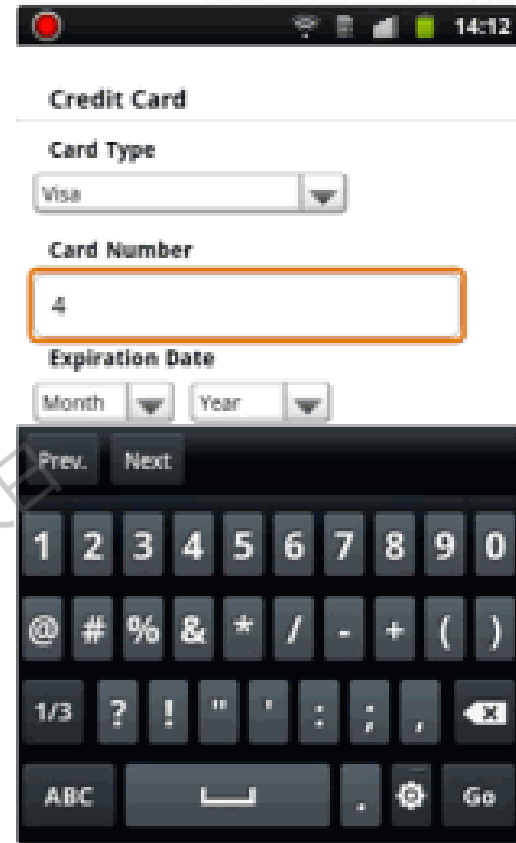 14:12
Credit Card
Card Type
Visa
Card Number
4
Expiration Date
Month Year
Prev. Next
1 2 3 4 5 6 7 8 9 0
@ # % & * / - + ( )
1/3 ? ! " ' : ; ,
ABC . Go